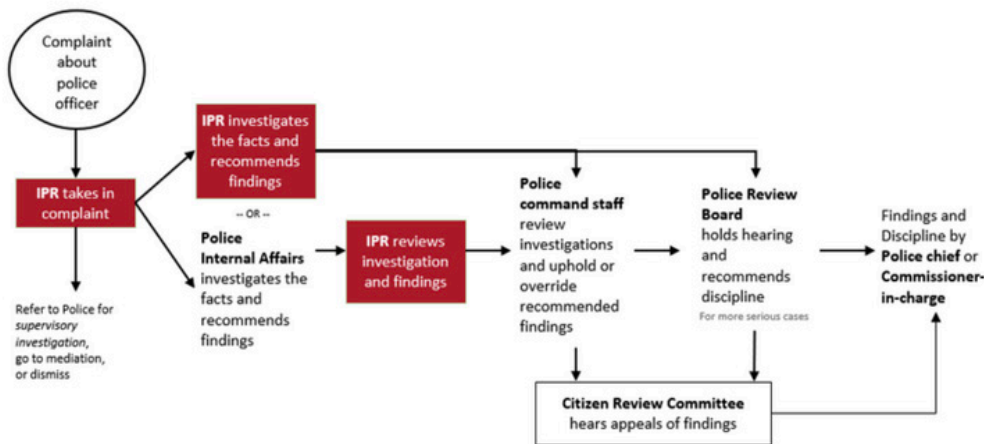 Complaint
about
police
officer
IPR takes in
complaint
Refer to Police for
supervisory
investigation,
go to mediation,
or dismiss
IPR investigates
the facts and
recommends
findings
-- OR --
Police
Internal Affairs
investigates the
facts and
recommends
findings
IPR reviews
investigation
and findings
Police
command staff
review
investigations
and uphold or
override
recommended
findings
Police Review
Board
holds hearing
and
recommends
discipline
For more serious cases
Findings and
Discipline by
Police chief or
Commissioner-
in-charge
Citizen Review Committee
hears appeals of findings